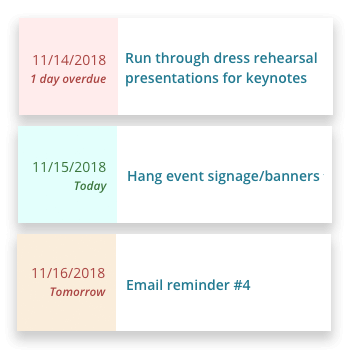 11/14/2018
1 day overdue
Run through dress rehearsal
presentations for keynotes
11/15/2018
Today
Hang event signage/banners
11/16/2018
Tomorrow
Email reminder #4